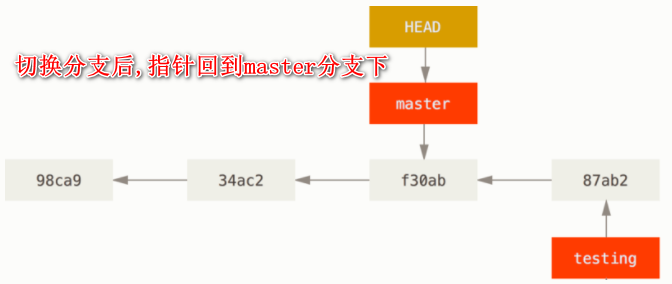 HEAD
切换分支后,指针回到master分支下
master
98ca9
34ac2
f30ab
87ab2
testing